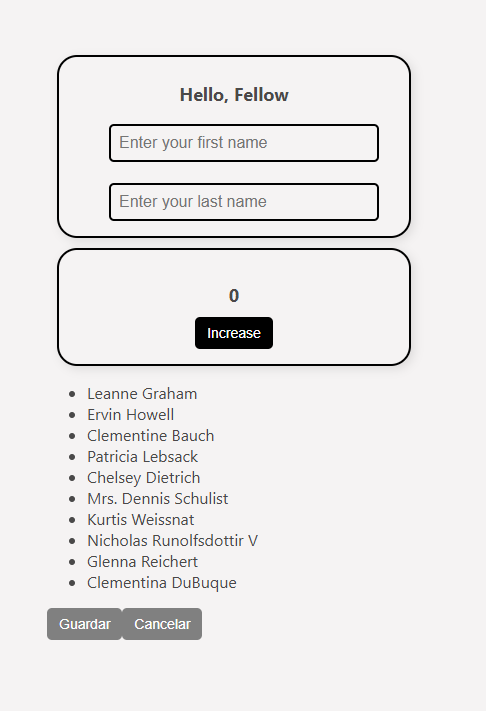 Hello, Fellow
Enter your first name
Enter your last name
0
Increase
Leanne Graham
Ervin Howell
Clementine Bauch
Patricia Lebsack
Chelsey Dietrich
Mrs. Dennis Schulist
Kurtis Weissnat
Nicholas Runolfsdottir V
Glenna Reichert
Clementina DuBuque
Guardar Cancelar